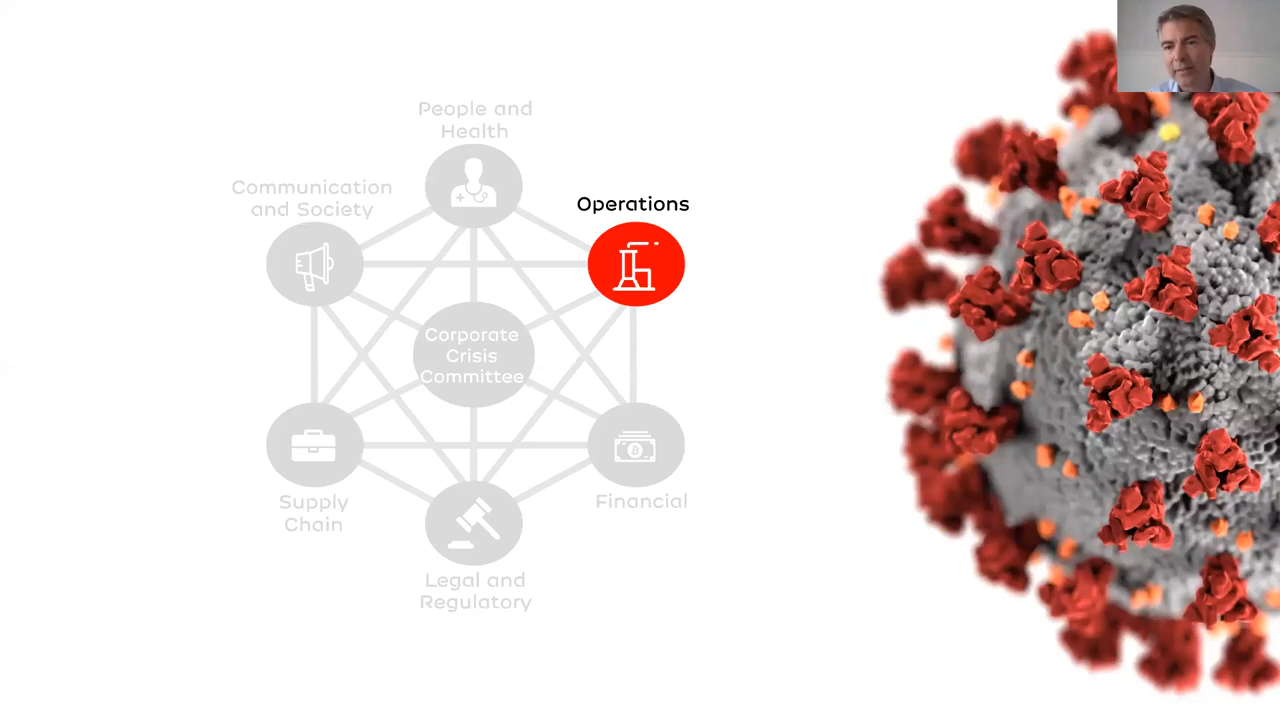 People and
Health
Communication
and Society
Operations
Corporate
Crisis
Committee
Supply
Chain
Financial
Legal and
Regulatory